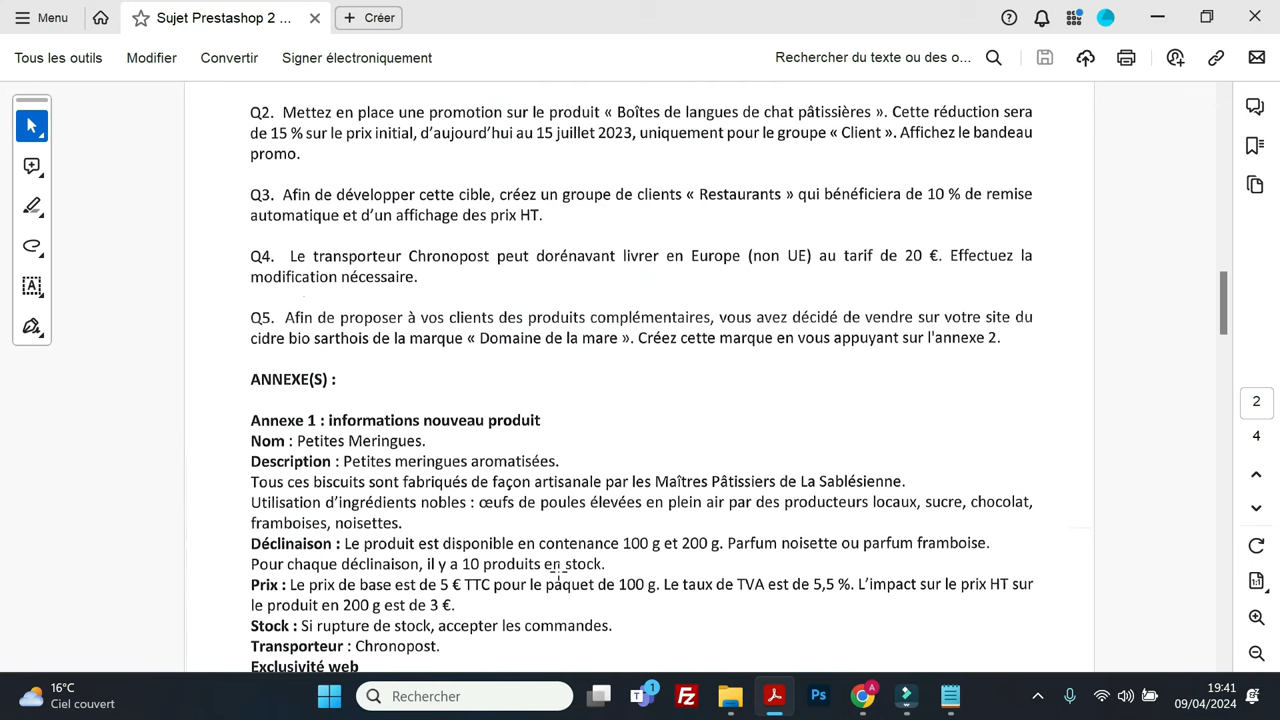 Menu
Sujet Prestashop 2 ...
Créer
Tous les outils
Modifier
Convertir
Signer électroniquement
Rechercher du texte ou des o...
Q2. Mettez en place une promotion sur le produit « Boîtes de langues de chat pâtissières ». Cette réduction sera
de 15 % sur le prix initial, d'aujourd'hui au 15 juillet 2023, uniquement pour le groupe « Client ». Affichez le bandeau
promo.
Q3. Afin de développer cette cible, créez un groupe de clients « Restaurants » qui bénéficiera de 10 % de remise
automatique et d'un affichage des prix HT.
Q4. Le transporteur Chronopost peut dorénavant livrer en Europe (non UE) au tarif de 20 €. Effectuez la
modification nécessaire.
Q5. Afin de proposer à vos clients des produits complémentaires, vous avez décidé de vendre sur votre site du
cidre bio sarthois de la marque « Domaine de la mare ». Créez cette marque en vous appuyant sur l'annexe 2.
ANNEXE(S) :
Annexe 1 : informations nouveau produit
Nom : Petites Meringues.
Description : Petites meringues aromatisées.
Tous ces biscuits sont fabriqués de façon artisanale par les Maîtres Pâtissiers de La Sablésienne.
Utilisation d'ingrédients nobles : œufs de poules élevées en plein air par des producteurs locaux, sucre, chocolat,
framboises, noisettes.
Déclinaison : Le produit est disponible en contenance 100 g et 200 g. Parfum noisette ou parfum framboise.
Pour chaque déclinaison, il y a 10 produits en stock.
Prix : Le prix de base est de 5 € TTC pour le paquet de 100 g. Le taux de TVA est de 5,5 %. L'impact sur le prix HT sur
le produit en 200 g est de 3 €.
Stock : Si rupture de stock, accepter les commandes.
Transporteur : Chronopost.
Exclusivité web
2
4
16°C
Ciel couvert
Rechercher
1
Ps
A
19:41
09/04/2024